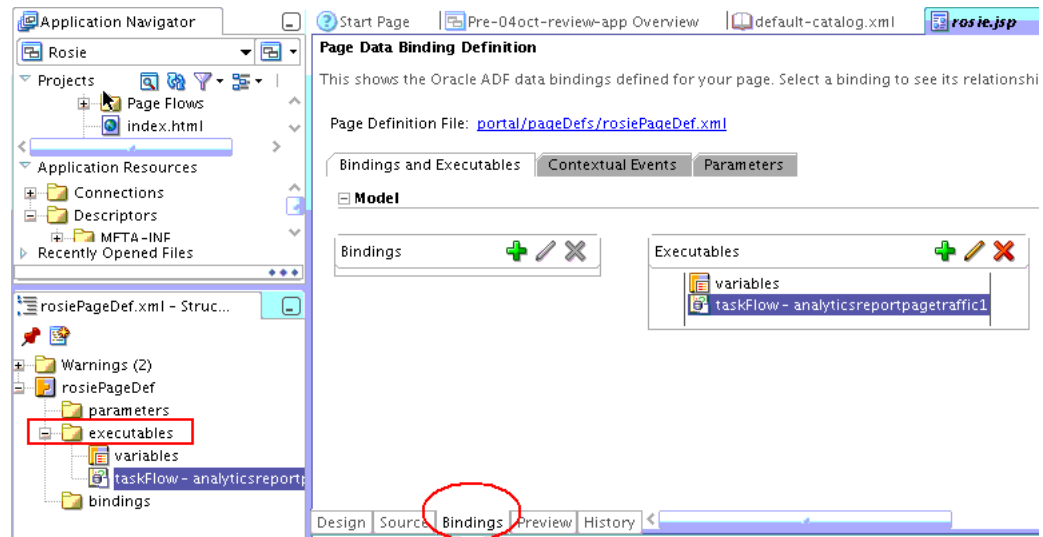 Application Navigator
Rosie
Projects
Page Flows
index.html
Application Resources
Connections
Descriptors
META-INF
Recently Opened Files
rosiePageDef.xml - Struc...
Warnings (2)
rosiePageDef
parameters
executables
variables
taskFlow - analyticsreportp
bindings
Start Page
Pre-04oct-review-app Overview
default-catalog.xml
rosie.jsp
Page Data Binding Definition
This shows the Oracle ADF data bindings defined for your page. Select a binding to see its relationshi
Page Definition File: portal/pageDefs/rosiePageDef.xml
Bindings and Executables Contextual Events Parameters
Model
Bindings
Executables
variables
taskFlow - analyticsreportpagetraffic1
Design Source Bindings Preview History